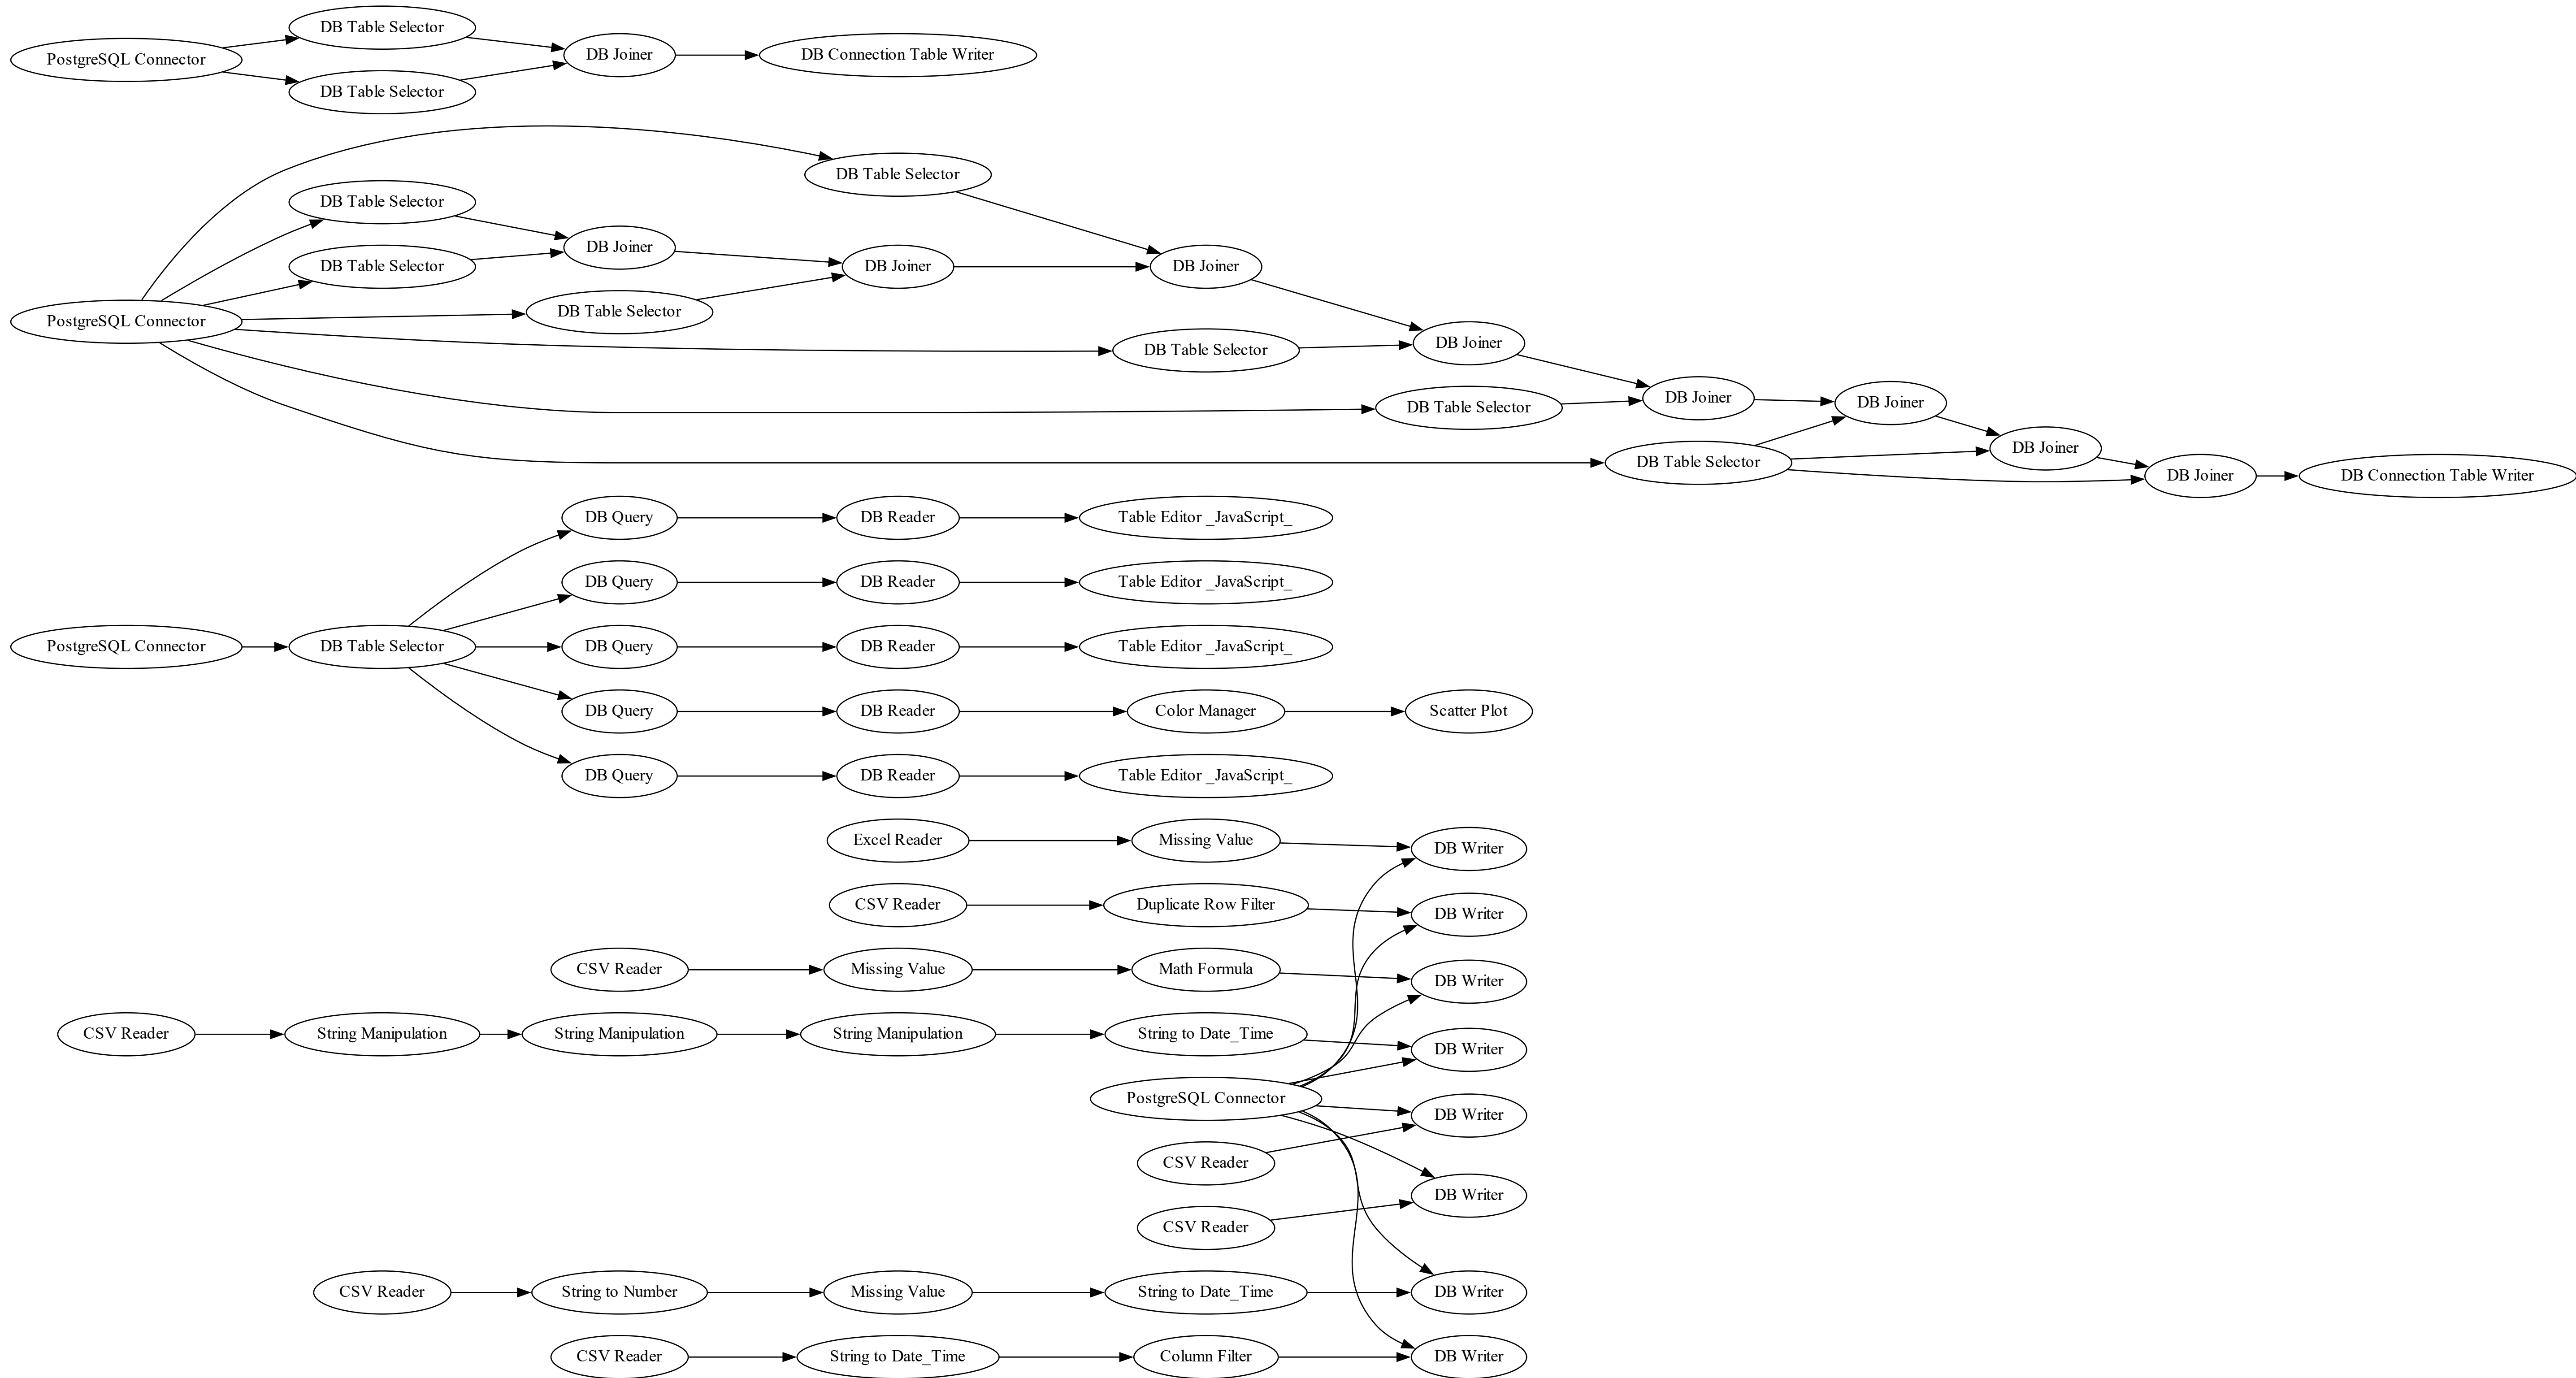 DB Table Selector
PostgreSQL Connector
DB Joiner
DB Connection Table Writer
DB Table Selector
DB Table Selector
DB Table Selector
DB Joiner
DB Table Selector
DB Joiner
DB Joiner
DB Table Selector
PostgreSQL Connector
DB Table Selector
DB Joiner
DB Table Selector
DB Joiner
DB Joiner
DB Table Selector
DB Joiner
DB Table Selector
DB Joiner
DB Connection Table Writer
DB Query
DB Reader
Table Editor _JavaScript_
DB Query
DB Reader
Table Editor _JavaScript_
PostgreSQL Connector
DB Table Selector
DB Query
DB Reader
Table Editor _JavaScript_
DB Query
DB Reader
Color Manager
Scatter Plot
DB Query
DB Reader
Table Editor _JavaScript_
Excel Reader
Missing Value
DB Writer
CSV Reader
Duplicate Row Filter
DB Writer
CSV Reader
Missing Value
Math Formula
DB Writer
CSV Reader
String Manipulation
String Manipulation
String Manipulation
String to Date_Time
DB Writer
PostgreSQL Connector
DB Writer
CSV Reader
DB Writer
CSV Reader
CSV Reader
String to Number
Missing Value
String to Date_Time
DB Writer
CSV Reader
String to Date_Time
Column Filter
DB Writer